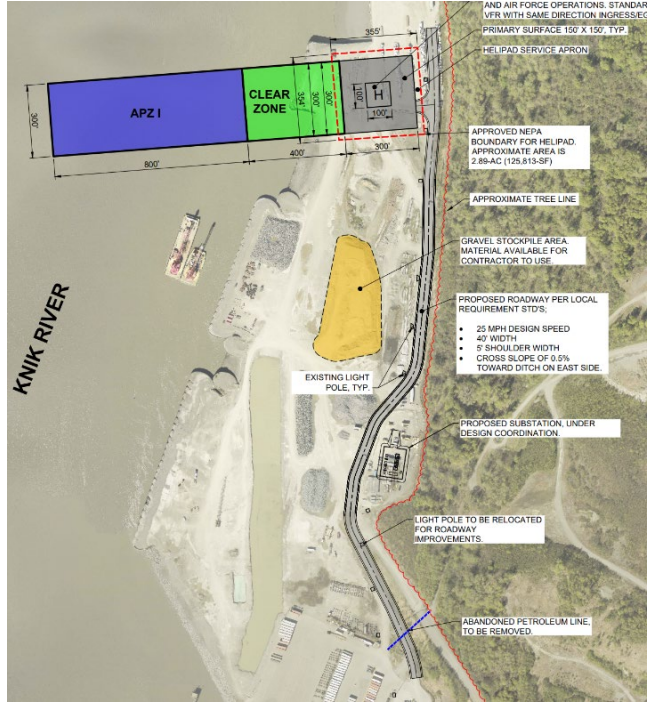 AND AIR FORCE OPERATIONS. STANDAR
VFR WITH SAME DIRECTION INGRESS/EG
PRIMARY SURFACE 150' X 150', TYP.
HELIPAD SERVICE APRON
355'
300'
APZ I
CLEAR
ZONE
354'
300'
300'
100'
H
100'
800'
400'
300'
APPROVED NEPA
BOUNDARY FOR HELIPAD.
APPROXIMATE AREA IS
2.89-AC (125,813-SF)
APPROXIMATE TREE LINE
GRAVEL STOCKPILE AREA.
MATERIAL AVAILABLE FOR
CONTRACTOR TO USE.
KNIK RIVER
PROPOSED ROADWAY PER LOCAL
REQUIREMENT STD'S;
• 25 MPH DESIGN SPEED
• 40' WIDTH
• 5' SHOULDER WIDTH
• CROSS SLOPE OF 0.5%
TOWARD DITCH ON EAST SIDE.
EXISTING LIGHT
POLE, TYP.
PROPOSED SUBSTATION, UNDER
DESIGN COORDINATION.
LIGHT POLE TO BE RELOCATED
FOR ROADWAY
IMPROVEMENTS.
ABANDONED PETROLEUM LINE,
TO BE REMOVED.